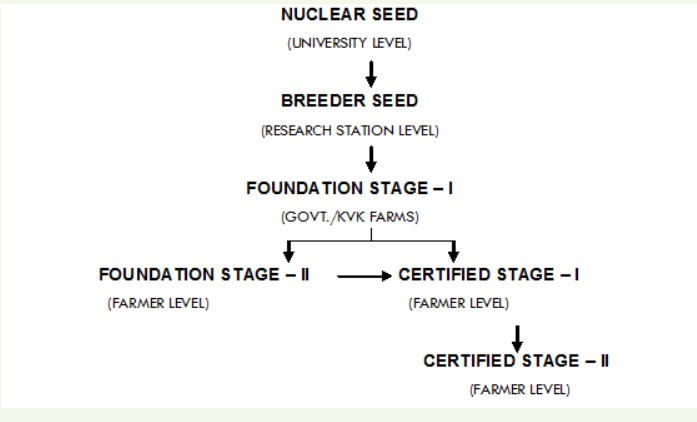 NUCLEAR SEED
(UNIVERSITY LEVEL)
BREEDER SEED
(RESEARCH STATION LEVEL)
FOUNDATION STAGE – I
(GOVT./KVK FARMS)
FOUNDATION STAGE – II
CERTIFIED STAGE – I
(FARMER LEVEL)
(FARMER LEVEL)
CERTIFIED STAGE – II
(FARMER LEVEL)